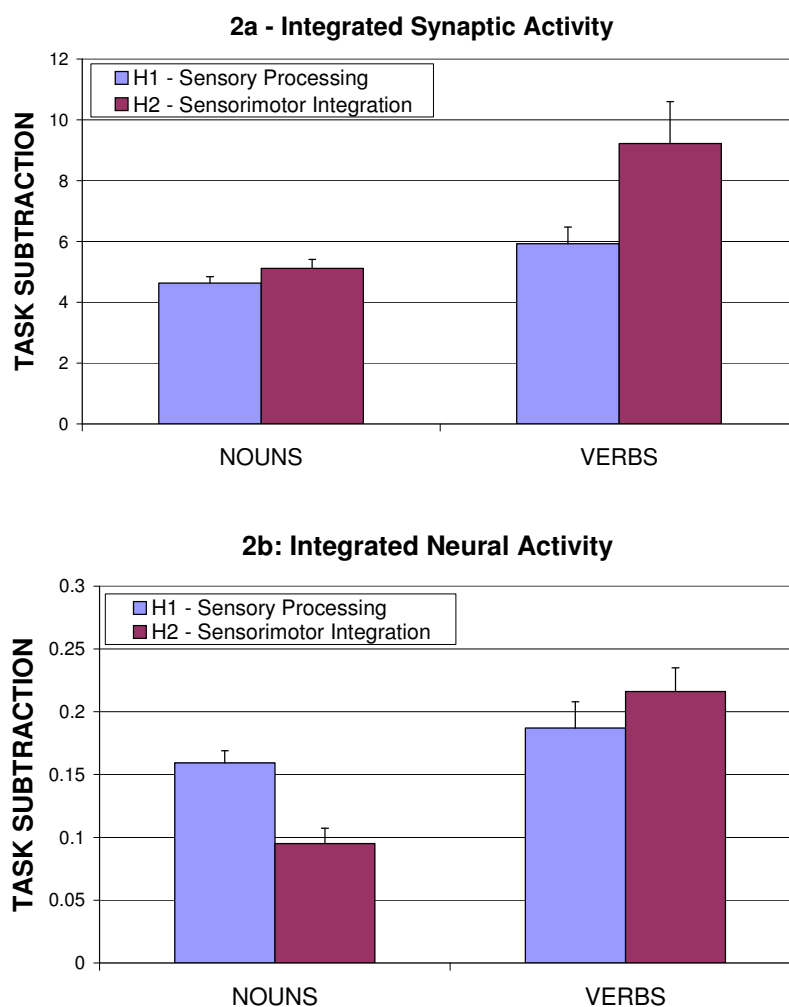 2a - Integrated Synaptic Activity
12
10
8
6
4
2
0
TASK SUBTRACTION
H1 - Sensory Processing
H2 - Sensorimotor Integration
NOUNS VERBS
2b: Integrated Neural Activity
0.3
0.25
0.2
0.15
0.1
0.05
0
TASK SUBTRACTION
H1 - Sensory Processing
H2 - Sensorimotor Integration
NOUNS VERBS